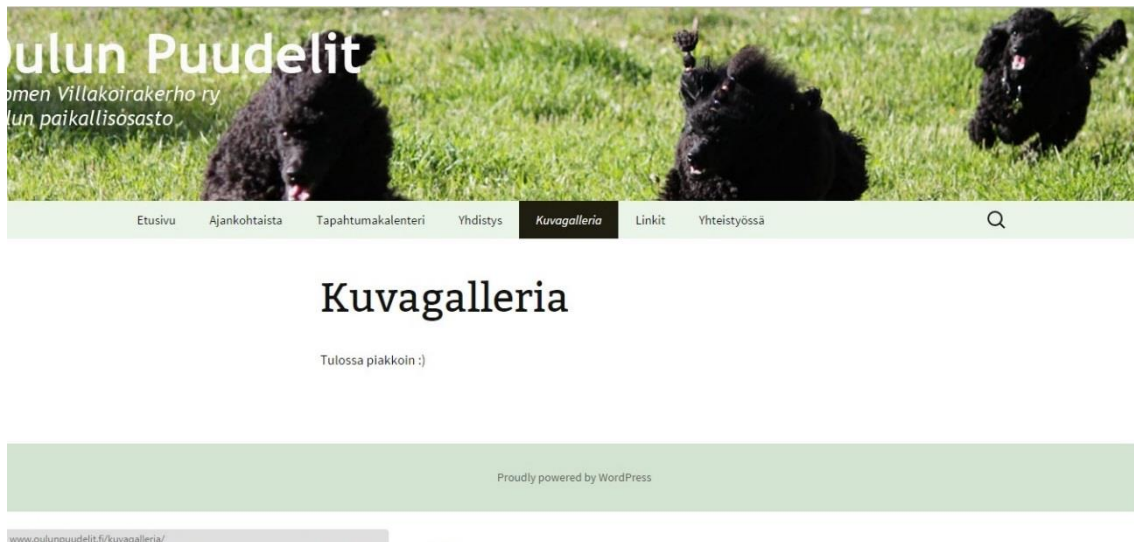 ulun Puudelit
omen Villakoirakerho ry
lun paikallisosasto
Etusivu Ajankohtaista Tapahtumakalenteri Yhdistys Kuvagalleria Linkit Yhteistyössä
Kuvagalleria
Tulossa piakkoin :)
Proudly powered by WordPress
www.oulunpuudelit.fi/kuvagalleria/